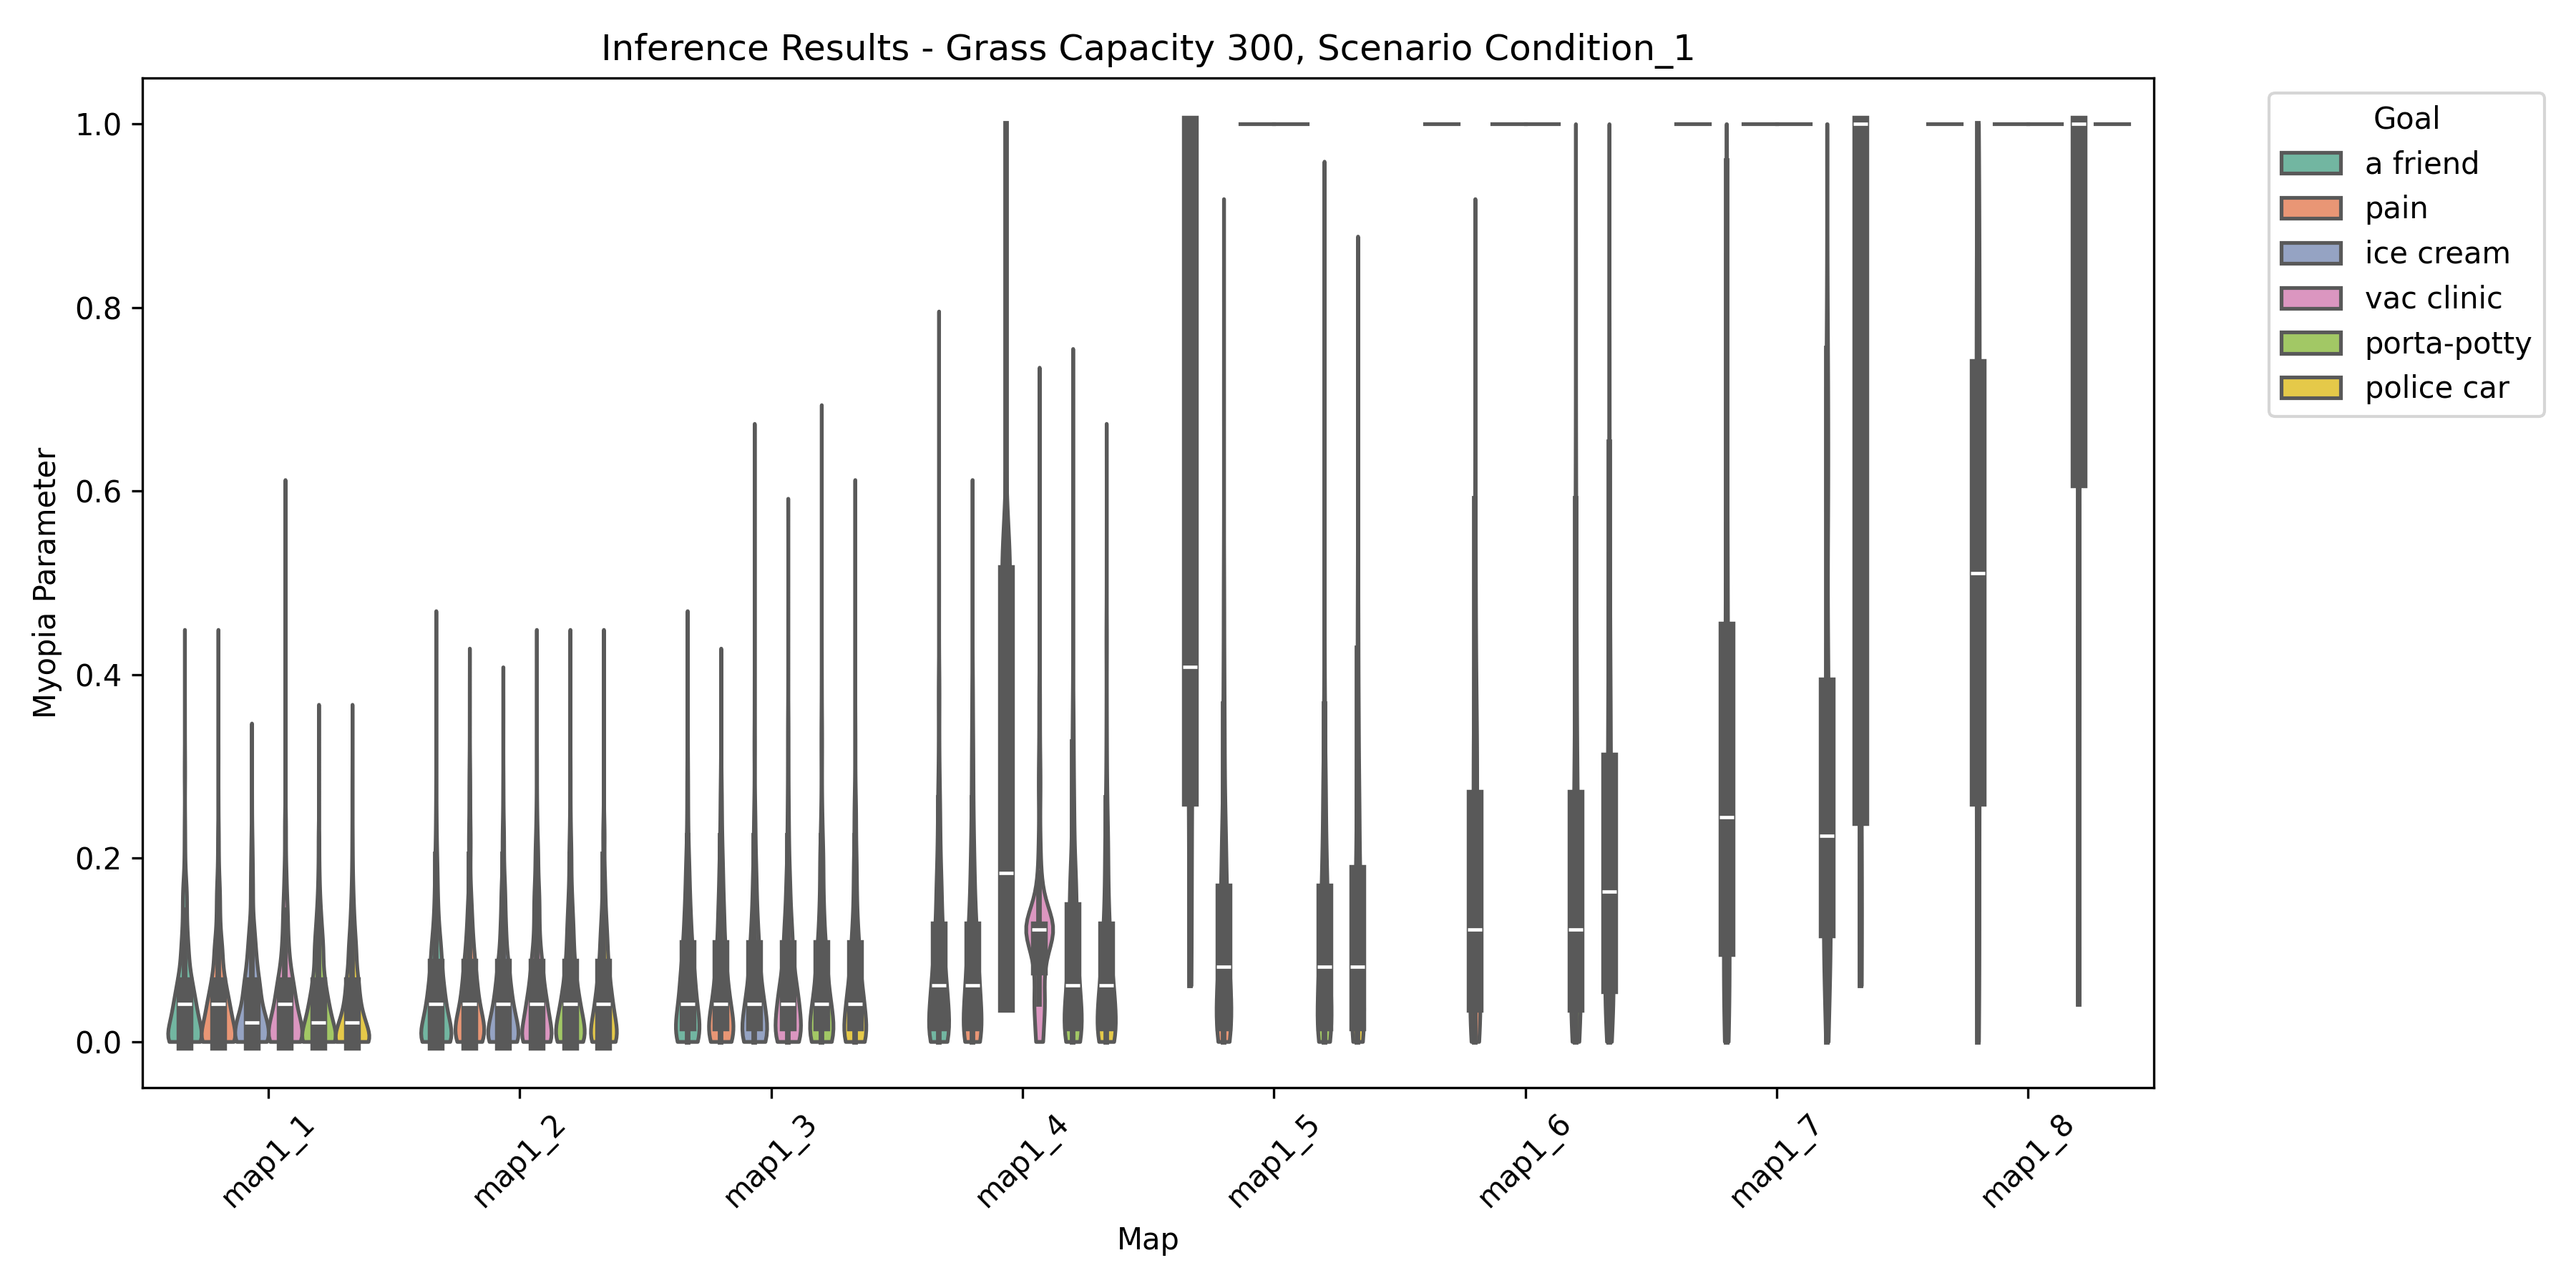 Inference Results - Grass Capacity 300, Scenario Condition_1
Myopia Parameter
1.0
0.8
0.6
0.4
0.2
0.0
map1_1
map1_2
map1_3
map1_4
map1_5
map1_6
map1_7
map1_8
Map
Goal
a friend
pain
ice cream
vac clinic
porta-potty
police car